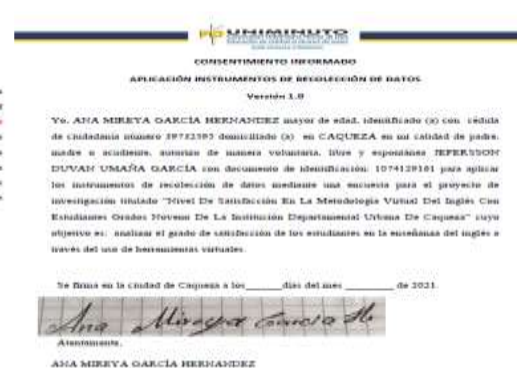 UNIMINUTO
CONSENTIMIENTO INFORMADO
APLICACIÓN INSTRUMENTOS DE RECOLECCIÓN DE DATOS
Versión 1.0
Yo, ANA MIREYA GARCÍA HERNANDEZ mayor de edad, identificado (a) con cédula
de ciudadanía número domiciliado (a) en CAQUEZA en mi calidad de padre,
madre o acudiente, autorizo de manera voluntaria, libre y espontánea JEFERSSON
DUVAN UMAÑA GARCÍA con documento de identificación: para aplicar
los instrumentos de recolección de datos mediante una encuesta para el proyecto de
investigación titulado "Nivel De Satisfacción En La Metodología Virtual Del Inglés Con
Estudiantes Grados Noveno De La Institución Departamental Urbana De Caqueza" cuyo
objetivo es: analizar el grado de satisfacción de los estudiantes en la enseñanza del inglés a
través del uso de herramientas virtuales.
Se firma en la ciudad de Caqueza a los______días del mes ________ de 2021.
Ana Mireya Garcia H
Atentamente,
ANA MIREYA GARCÍA HERNANDEZ